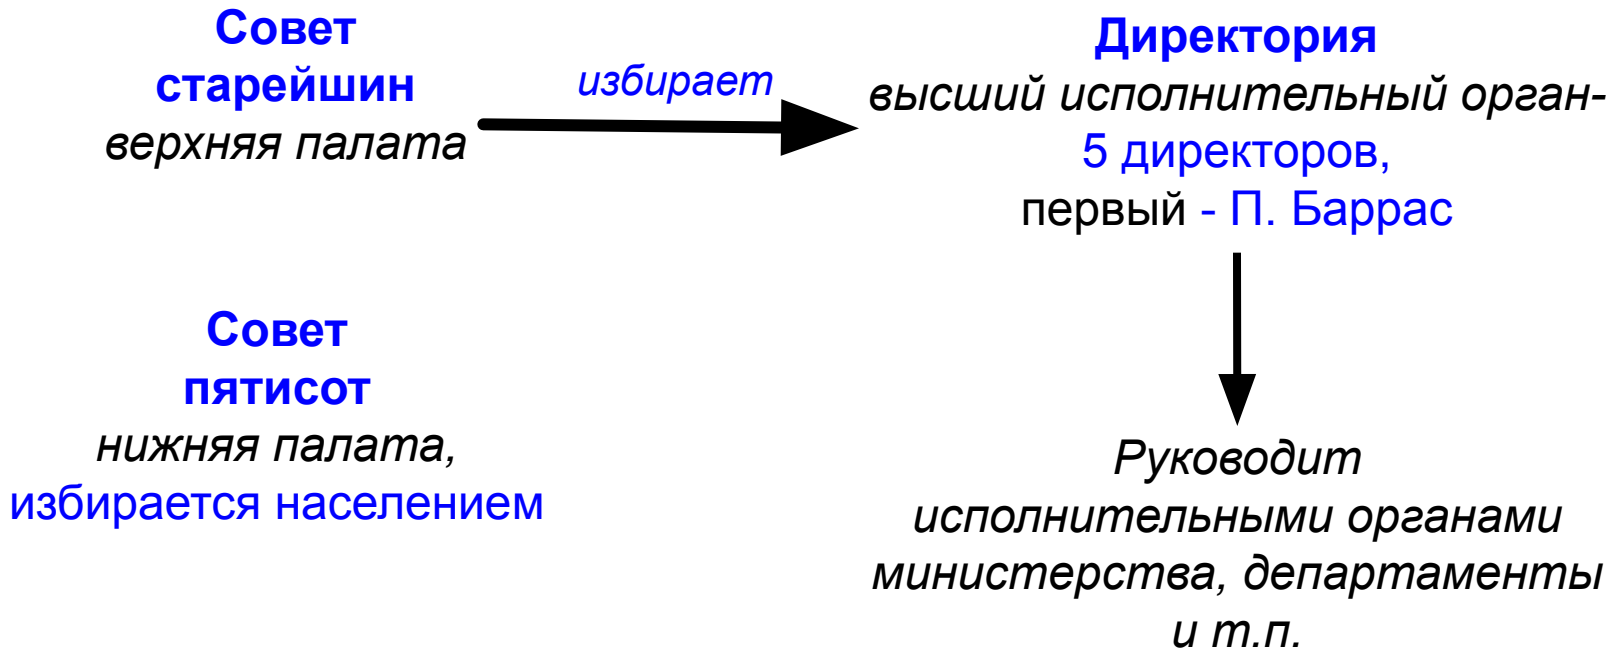 Совет
старейшин
верхняя палата
избирает
Директория
высший исполнительный орган-
5 директоров,
первый - П. Баррас
Совет
пятисот
нижняя палата,
избирается населением
Руководит
исполнительными органами
министерства, департаменты
и т.п.